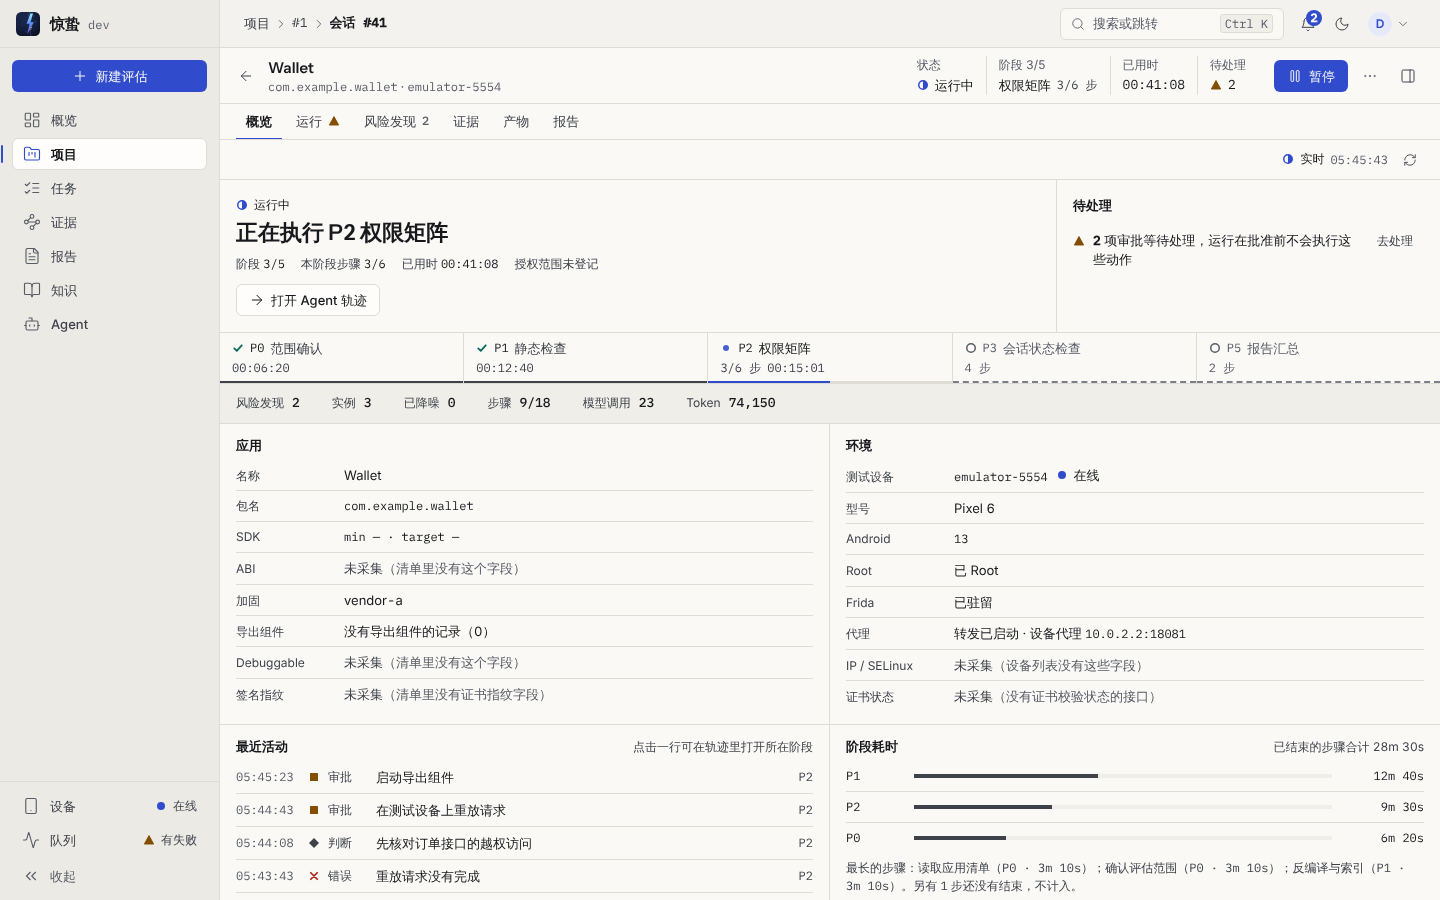 惊蛰 dev
项目 #1 会话 #41
搜索或跳转 Ctrl K
2
D
新建评估
概览
项目
任务
证据
报告
知识
Agent
设备 在线
队列 有失败
收起
Wallet
com.example.wallet · emulator-5554
状态
运行中
阶段 3/5
权限矩阵 3/6 步
已用时
00:41:08
待处理
2
暂停
概览 运行 风险发现 2 证据 产物 报告
实时 05:45:43
运行中
正在执行 P2 权限矩阵
阶段 3/5 本阶段步骤 3/6 已用时 00:41:08 授权范围未登记
打开 Agent 轨迹
待处理
2 项审批等待处理，运行在批准前不会执行这
些动作
去处理
P0 范围确认
00:06:20
P1 静态检查
00:12:40
P2 权限矩阵
3/6 步 00:15:01
P3 会话状态检查
4 步
P5 报告汇总
2 步
风险发现 2 实例 3 已降噪 0 步骤 9/18 模型调用 23 Token 74,150
应用
名称 Wallet
包名 com.example.wallet
SDK min — · target —
ABI 未采集（清单里没有这个字段）
加固 vendor-a
导出组件 没有导出组件的记录（0）
Debuggable 未采集（清单里没有这个字段）
签名指纹 未采集（清单里没有证书指纹字段）
环境
测试设备 emulator-5554 在线
型号 Pixel 6
Android 13
Root 已 Root
Frida 已驻留
代理 转发已启动 · 设备代理 10.0.2.2:18081
IP / SELinux 未采集（设备列表没有这些字段）
证书状态 未采集（没有证书校验状态的接口）
最近活动 点击一行可在轨迹里打开所在阶段
05:45:23 审批 启动导出组件 P2
05:44:43 审批 在测试设备上重放请求 P2
05:44:08 判断 先核对订单接口的越权访问 P2
05:43:43 错误 重放请求没有完成 P2
阶段耗时 已结束的步骤合计 28m 30s
P1 12m 40s
P2 9m 30s
P0 6m 20s
最长的步骤：读取应用清单（P0 · 3m 10s）；确认评估范围（P0 · 3m 10s）；反编译与索引（P1 ·
3m 10s）。另有 1 步还没有结束，不计入。